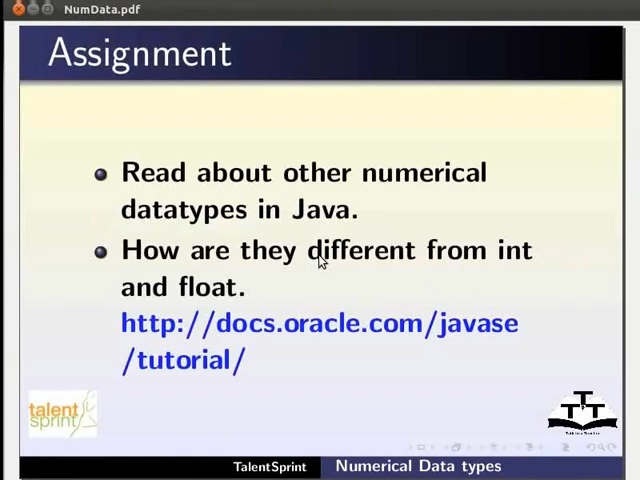 NumData.pdf
Assignment
Read about other numerical
datatypes in Java.
How are they different from int
and float.
http://docs.oracle.com/javase
/tutorial/
talent
sprint
TTT
TalentSprint
Numerical Data types